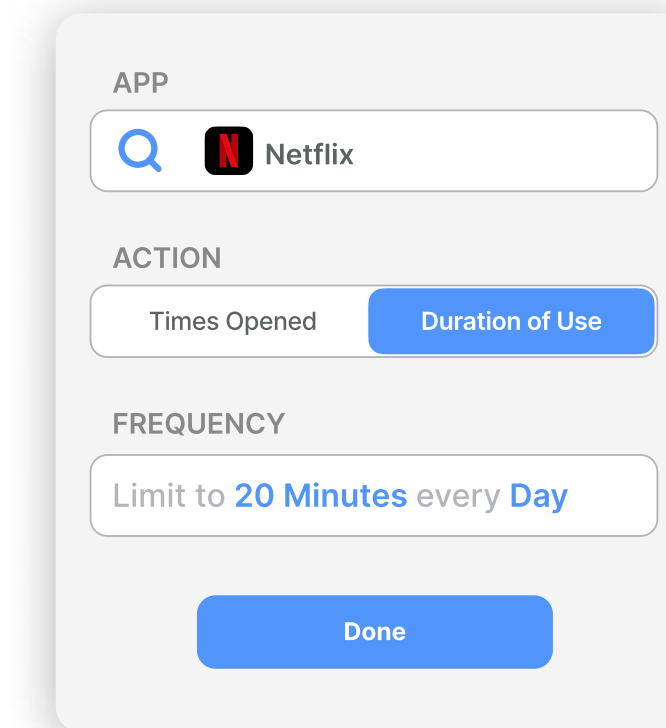 APP
N Netflix
ACTION
Times Opened Duration of Use
FREQUENCY
Limit to 20 Minutes every Day
Done